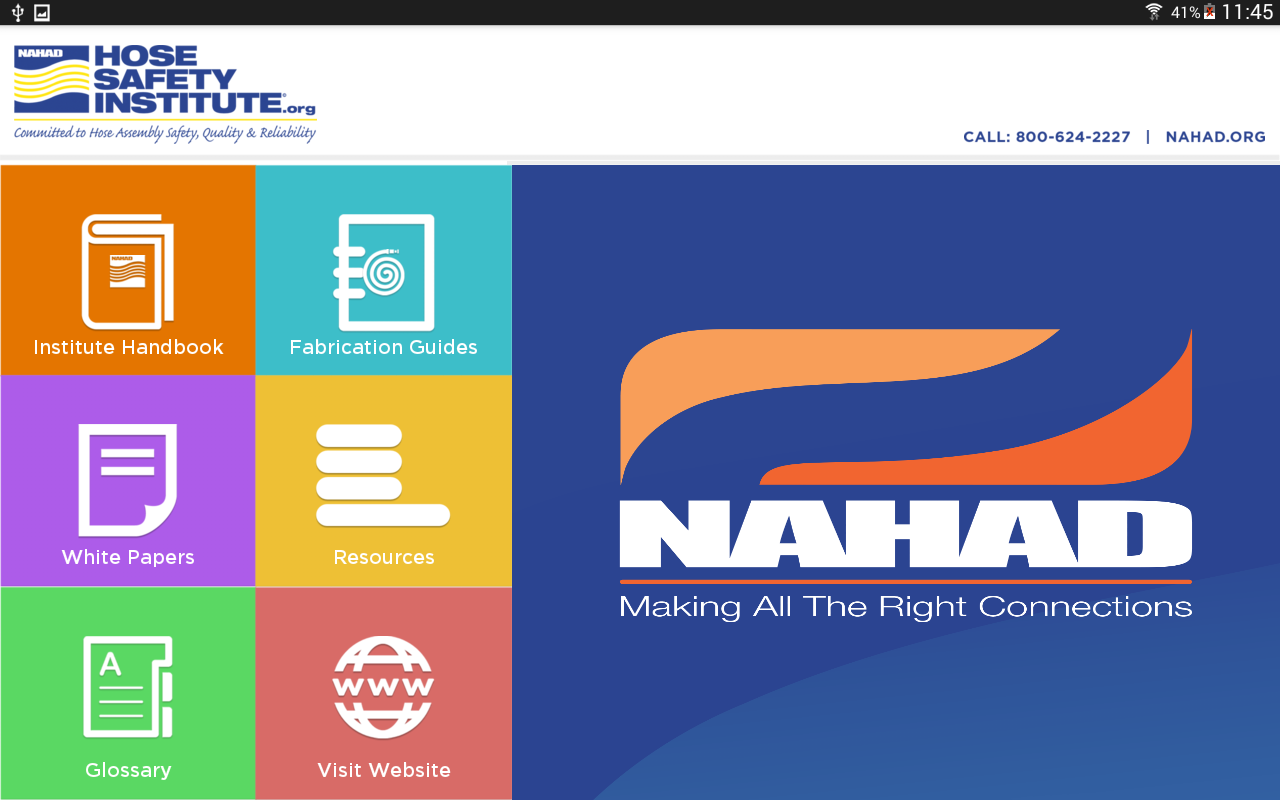 41% 11:45
NAHAD
HOSE
SAFETY
INSTITUTE®.org
Committed to Hose Assembly Safety, Quality & Reliability
CALL: 800-624-2227 | NAHAD.ORG
NAHAD
Institute Handbook
Fabrication Guides
White Papers
Resources
A
Glossary
WWW
Visit Website
NAHAD
Making All The Right Connections